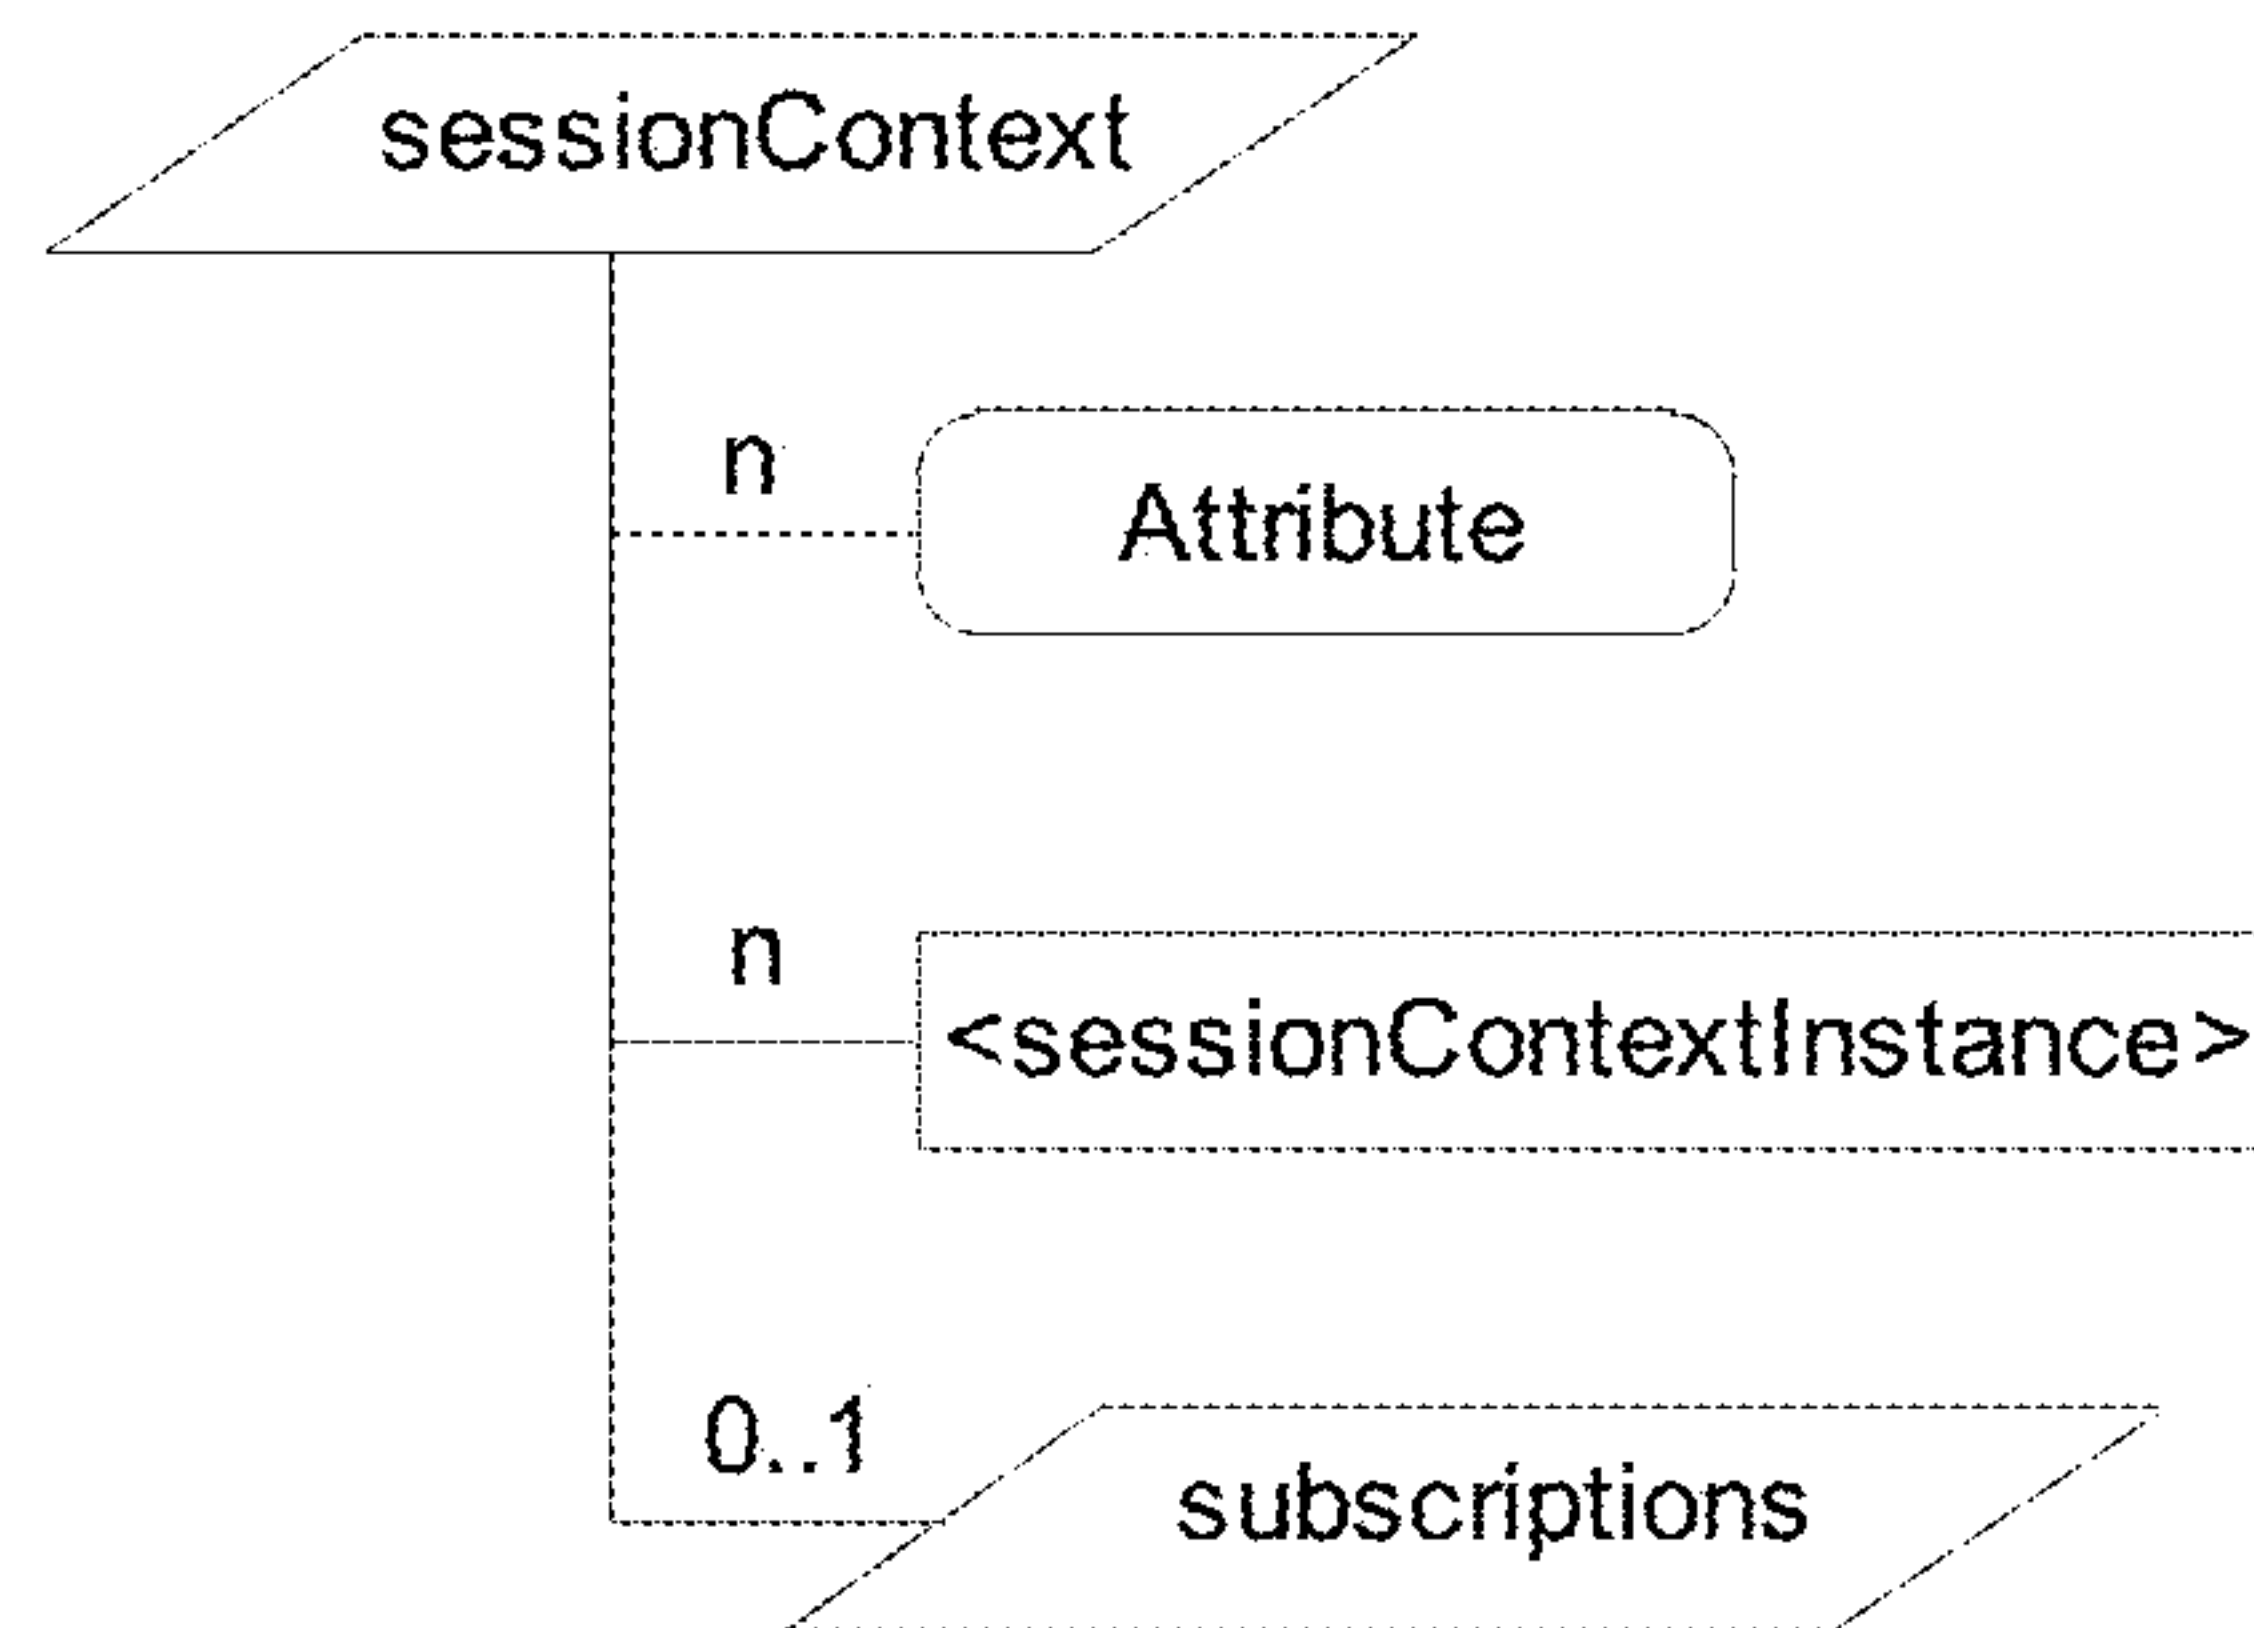 sessionContext
n
Attribute
n
<sessionContextInstance>
0..1
subscriptions